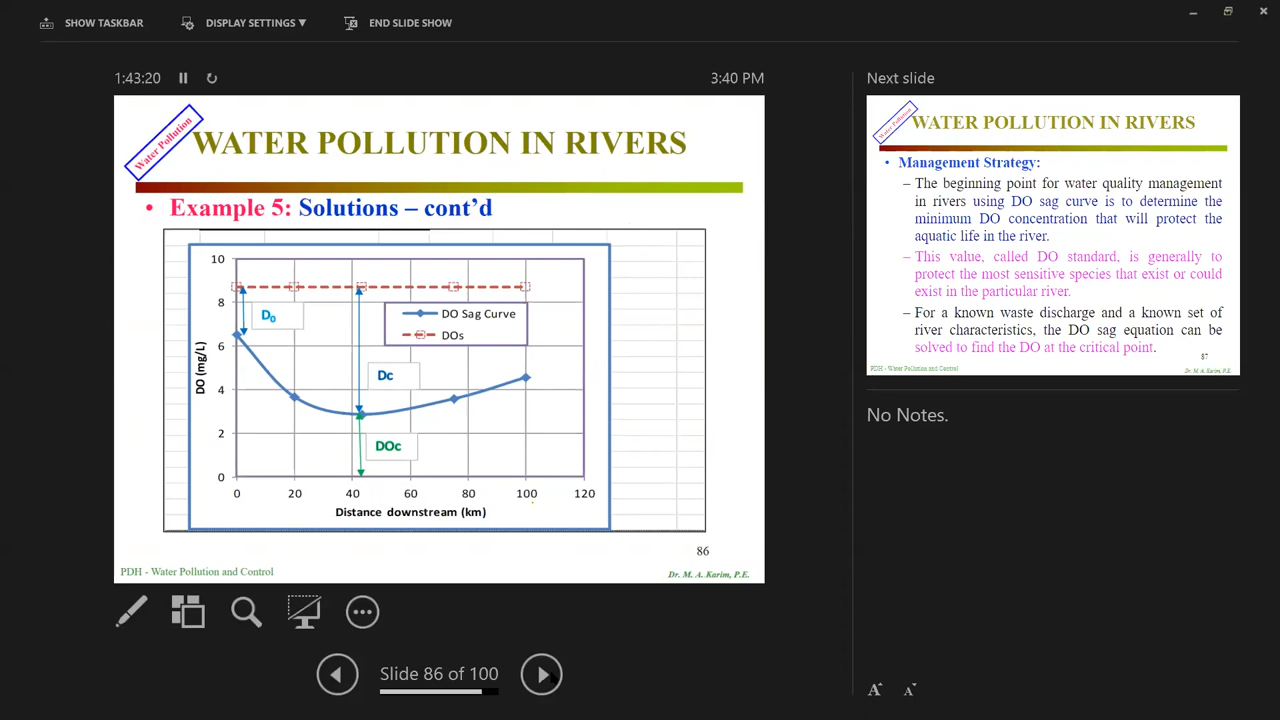 SHOW TASKBAR
DISPLAY SETTINGS ▼
END SLIDE SHOW
1:43:20
3:40 PM
Water Pollution
WATER POLLUTION IN RIVERS
• Example 5: Solutions – cont’d
10
8
6
4
2
0
DO (mg/L)
D₀
Dc
DOc
DO Sag Curve
DOs
0 20 40 60 80 100 120
Distance downstream (km)
86
PDH - Water Pollution and Control
Dr. M. A. Karim, P.E.
Slide 86 of 100
Next slide
Water Pollution
WATER POLLUTION IN RIVERS
• Management Strategy:
– The beginning point for water quality management
in rivers using DO sag curve is to determine the
minimum DO concentration that will protect the
aquatic life in the river.
– This value, called DO standard, is generally to
protect the most sensitive species that exist or could
exist in the particular river.
– For a known waste discharge and a known set of
river characteristics, the DO sag equation can be
solved to find the DO at the critical point.
87
PDH - Water Pollution and Control
Dr. M. A. Karim, P.E.
No Notes.
A A